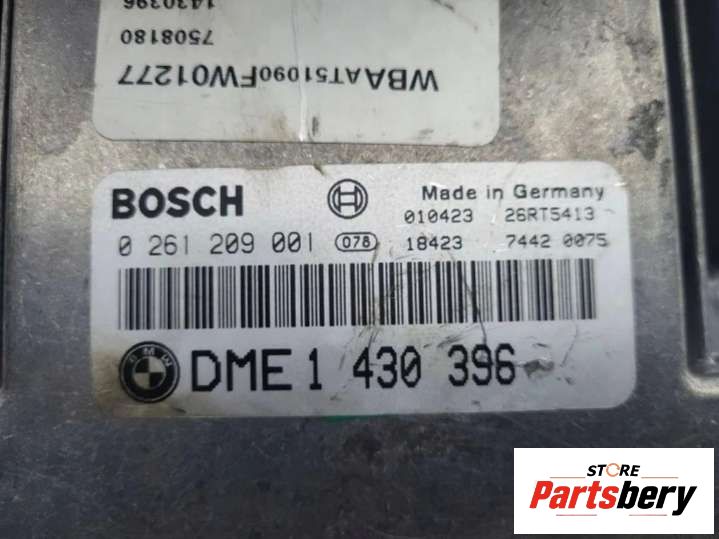 1430396
7508180
WBAAT51090FW01277
BOSCH
Made in Germany
010423 26RT5413
0 261 209 001 078 18423 7442 0075
BMW
DME 1 430 396
STORE
Partsbery